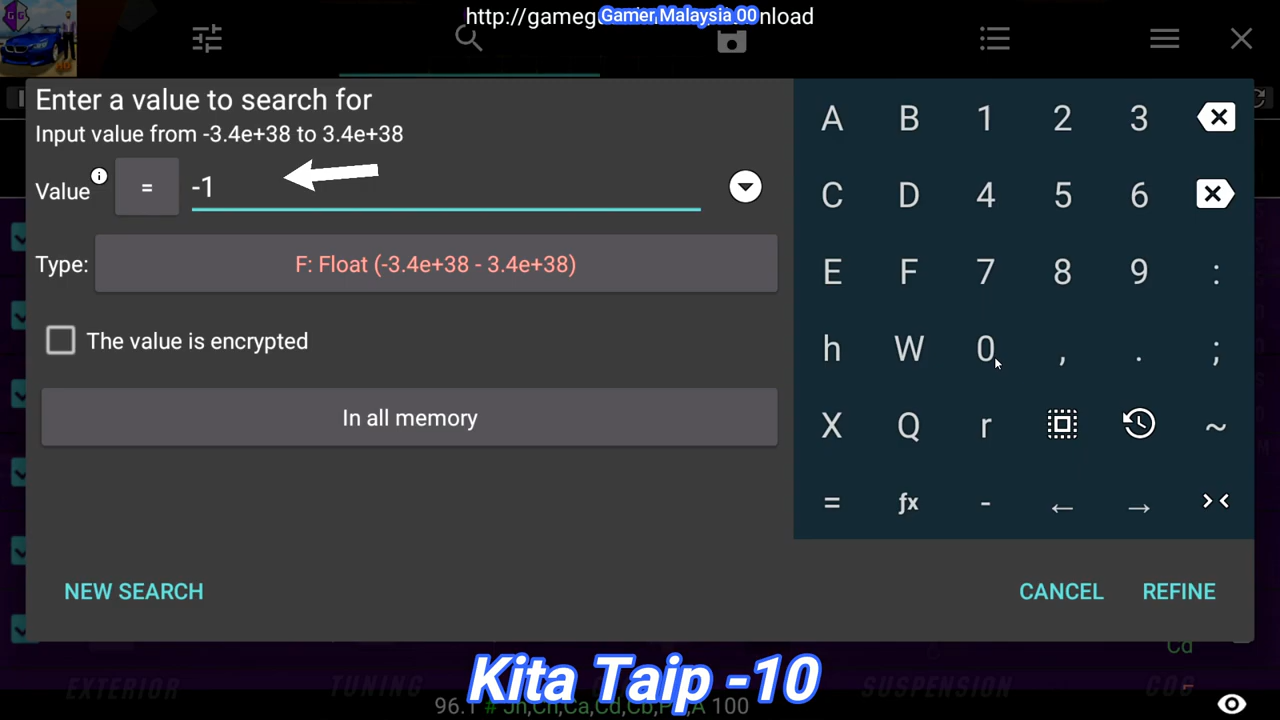 http://gameg
Gamer Malaysia 00
nload
Enter a value to search for
Input value from -3.4e+38 to 3.4e+38
Value
=
-1
Type:
F: Float (-3.4e+38 - 3.4e+38)
The value is encrypted
In all memory
A B 1 2 3
C D 4 5 6
E F 7 8 9 :
h W 0 , . ;
X Q r ~
= ƒx - ← → ><
NEW SEARCH
CANCEL
REFINE
Cd
Kita Taip -10
EXTERIOR
TUNING
SUSPENSION
96.1 # Jh,Ch,Ca,Cd,Cb,P
,A 100